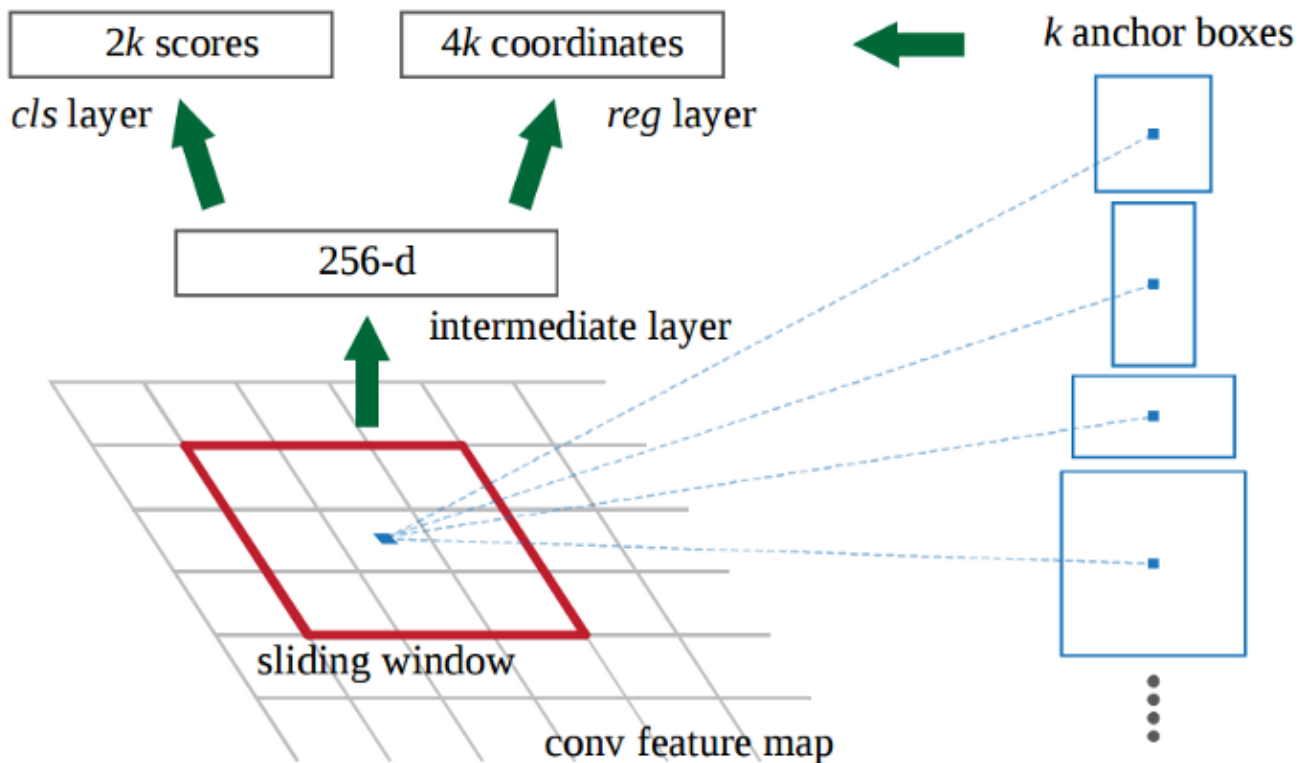 2k scores
4k coordinates
k anchor boxes
cls layer
reg layer
256-d
intermediate layer
sliding window
conv feature map